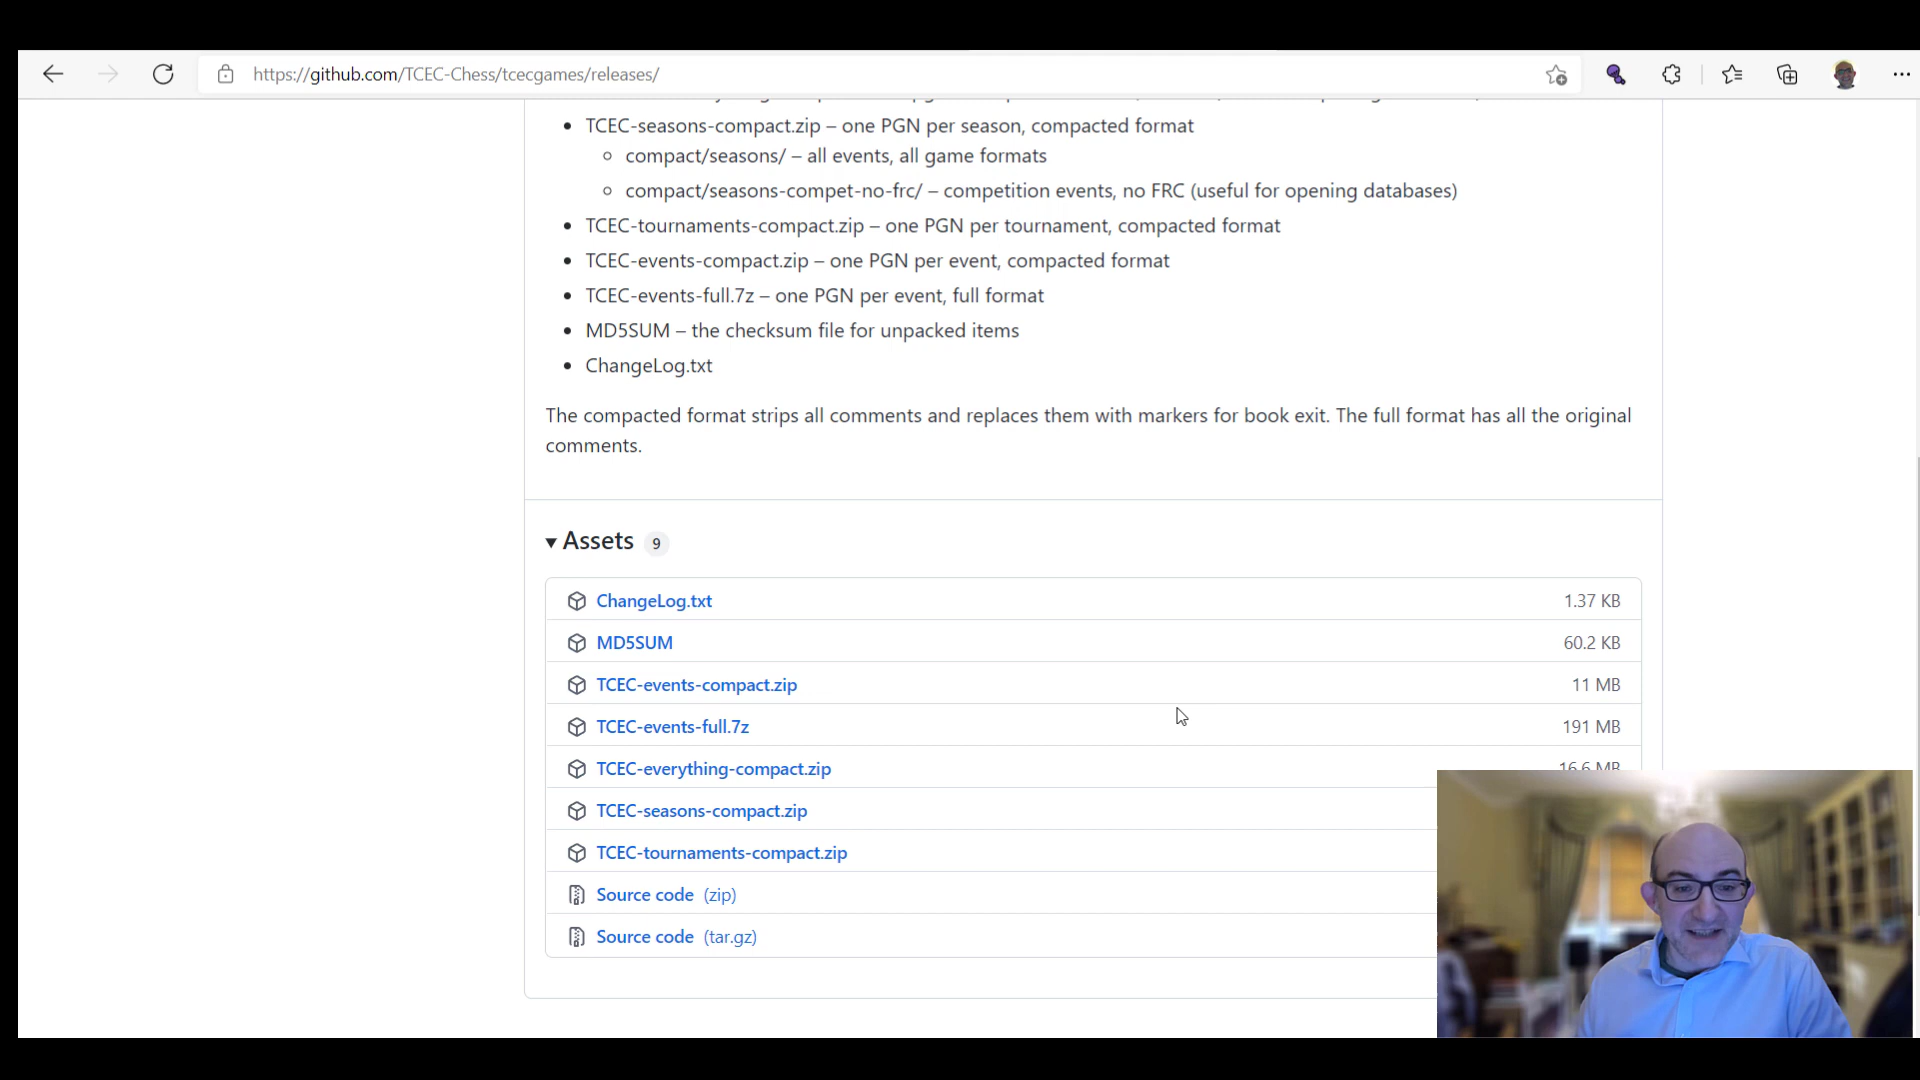 https://github.com/TCEC-Chess/tcecgames/releases/
TCEC-seasons-compact.zip – one PGN per season, compacted format
compact/seasons/ – all events, all game formats
compact/seasons-compet-no-frc/ – competition events, no FRC (useful for opening databases)
TCEC-tournaments-compact.zip – one PGN per tournament, compacted format
TCEC-events-compact.zip – one PGN per event, compacted format
TCEC-events-full.7z – one PGN per event, full format
MD5SUM – the checksum file for unpacked items
ChangeLog.txt
The compacted format strips all comments and replaces them with markers for book exit. The full format has all the original
comments.
Assets 9
ChangeLog.txt 1.37 KB
MD5SUM 60.2 KB
TCEC-events-compact.zip 11 MB
TCEC-events-full.7z 191 MB
TCEC-everything-compact.zip 16.6 MB
TCEC-seasons-compact.zip
TCEC-tournaments-compact.zip
Source code (zip)
Source code (tar.gz)